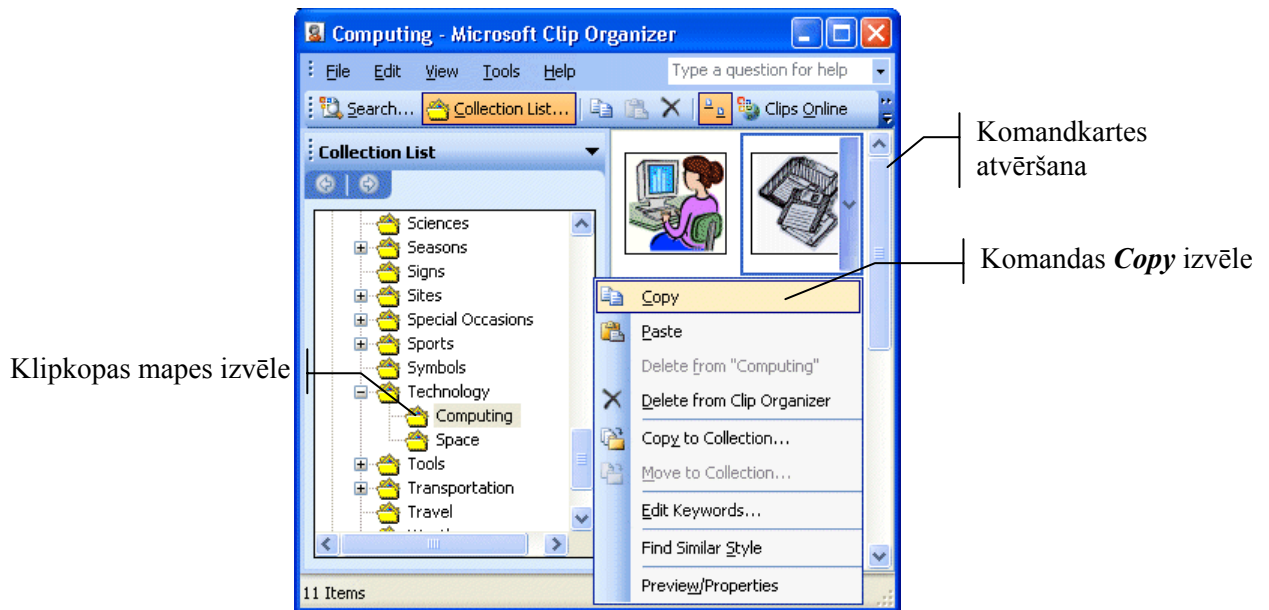 Computing - Microsoft Clip Organizer
File Edit View Tools Help Type a question for help
Search... Collection List... Clips Online
Collection List
Sciences
Seasons
Signs
Sites
Special Occasions
Sports
Symbols
Technology
Computing
Space
Tools
Transportation
Travel
11 Items
Copy
Paste
Delete from "Computing"
Delete from Clip Organizer
Copy to Collection...
Move to Collection...
Edit Keywords...
Find Similar Style
Preview/Properties
Klipkopas mapes izvēle
Komandkartes
atvēršana
Komandas Copy izvēle